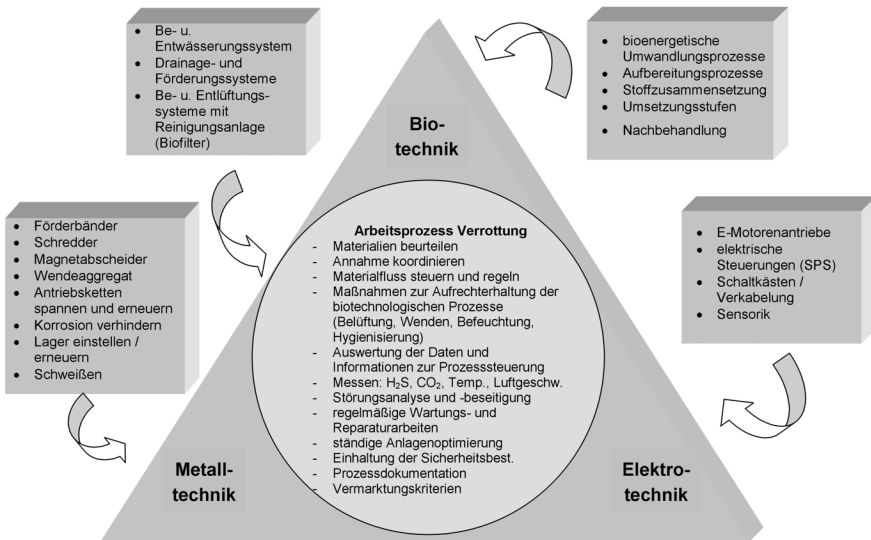 • Be- u.
Entwässerungssystem
• Drainage- und
Förderungssysteme
• Be- u. Entlüftungs-
systeme mit
Reinigungsanlage
(Biofilter)
• bioenergetische
Umwandlungsprozesse
• Aufbereitungsprozesse
• Stoffzusammensetzung
• Umsetzungsstufen
• Nachbehandlung
Bio-
technik
• Förderbänder
• Schredder
• Magnetabscheider
• Wendeaggregat
• Antriebsketten
spannen und erneuern
• Korrosion verhindern
• Lager einstellen /
erneuern
• Schweißen
Arbeitsprozess Verrottung
- Materialien beurteilen
- Annahme koordinieren
- Materialfluss steuern und regeln
- Maßnahmen zur Aufrechterhaltung der
biotechnologischen Prozesse
(Belüftung, Wenden, Befeuchtung,
Hygienisierung)
- Auswertung der Daten und
Informationen zur Prozesssteuerung
- Messen: H₂S, CO₂, Temp., Luftgeschw.
- Störungsanalyse und -beseitigung
- regelmäßige Wartungs- und
Reparaturarbeiten
- ständige Anlagenoptimierung
- Einhaltung der Sicherheitsbest.
- Prozessdokumentation
- Vermarktungskriterien
• E-Motorenantriebe
• elektrische
Steuerungen (SPS)
• Schaltkästen /
Verkabelung
• Sensorik
Metall-
technik
Elektro-
technik